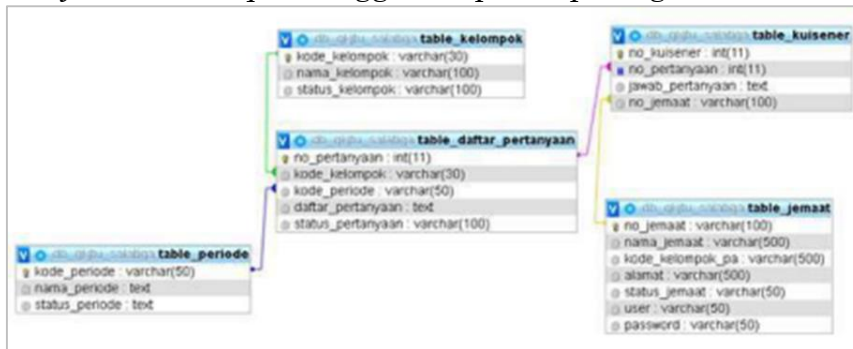 table_kelompok
kode_kelompok : varchar(30)
nama_kelompok : varchar(100)
status_kelompok : varchar(100)
table_kuisener
no_kuisener : int(11)
no_pertanyaan : int(11)
jawab_pertanyaan : text
no_jemaat : varchar(100)
table_daftar_pertanyaan
no_pertanyaan : int(11)
kode_kelompok : varchar(30)
kode_periode : varchar(50)
daftar_pertanyaan : text
status_pertanyaan : varchar(100)
table_jemaat
no_jemaat : varchar(100)
nama_jemaat : varchar(500)
kode_kelompok_pa : varchar(500)
alamat : varchar(500)
status_jemaat : varchar(50)
user : varchar(50)
password : varchar(50)
table_periode
kode_periode : varchar(50)
nama_periode : text
status_periode : text